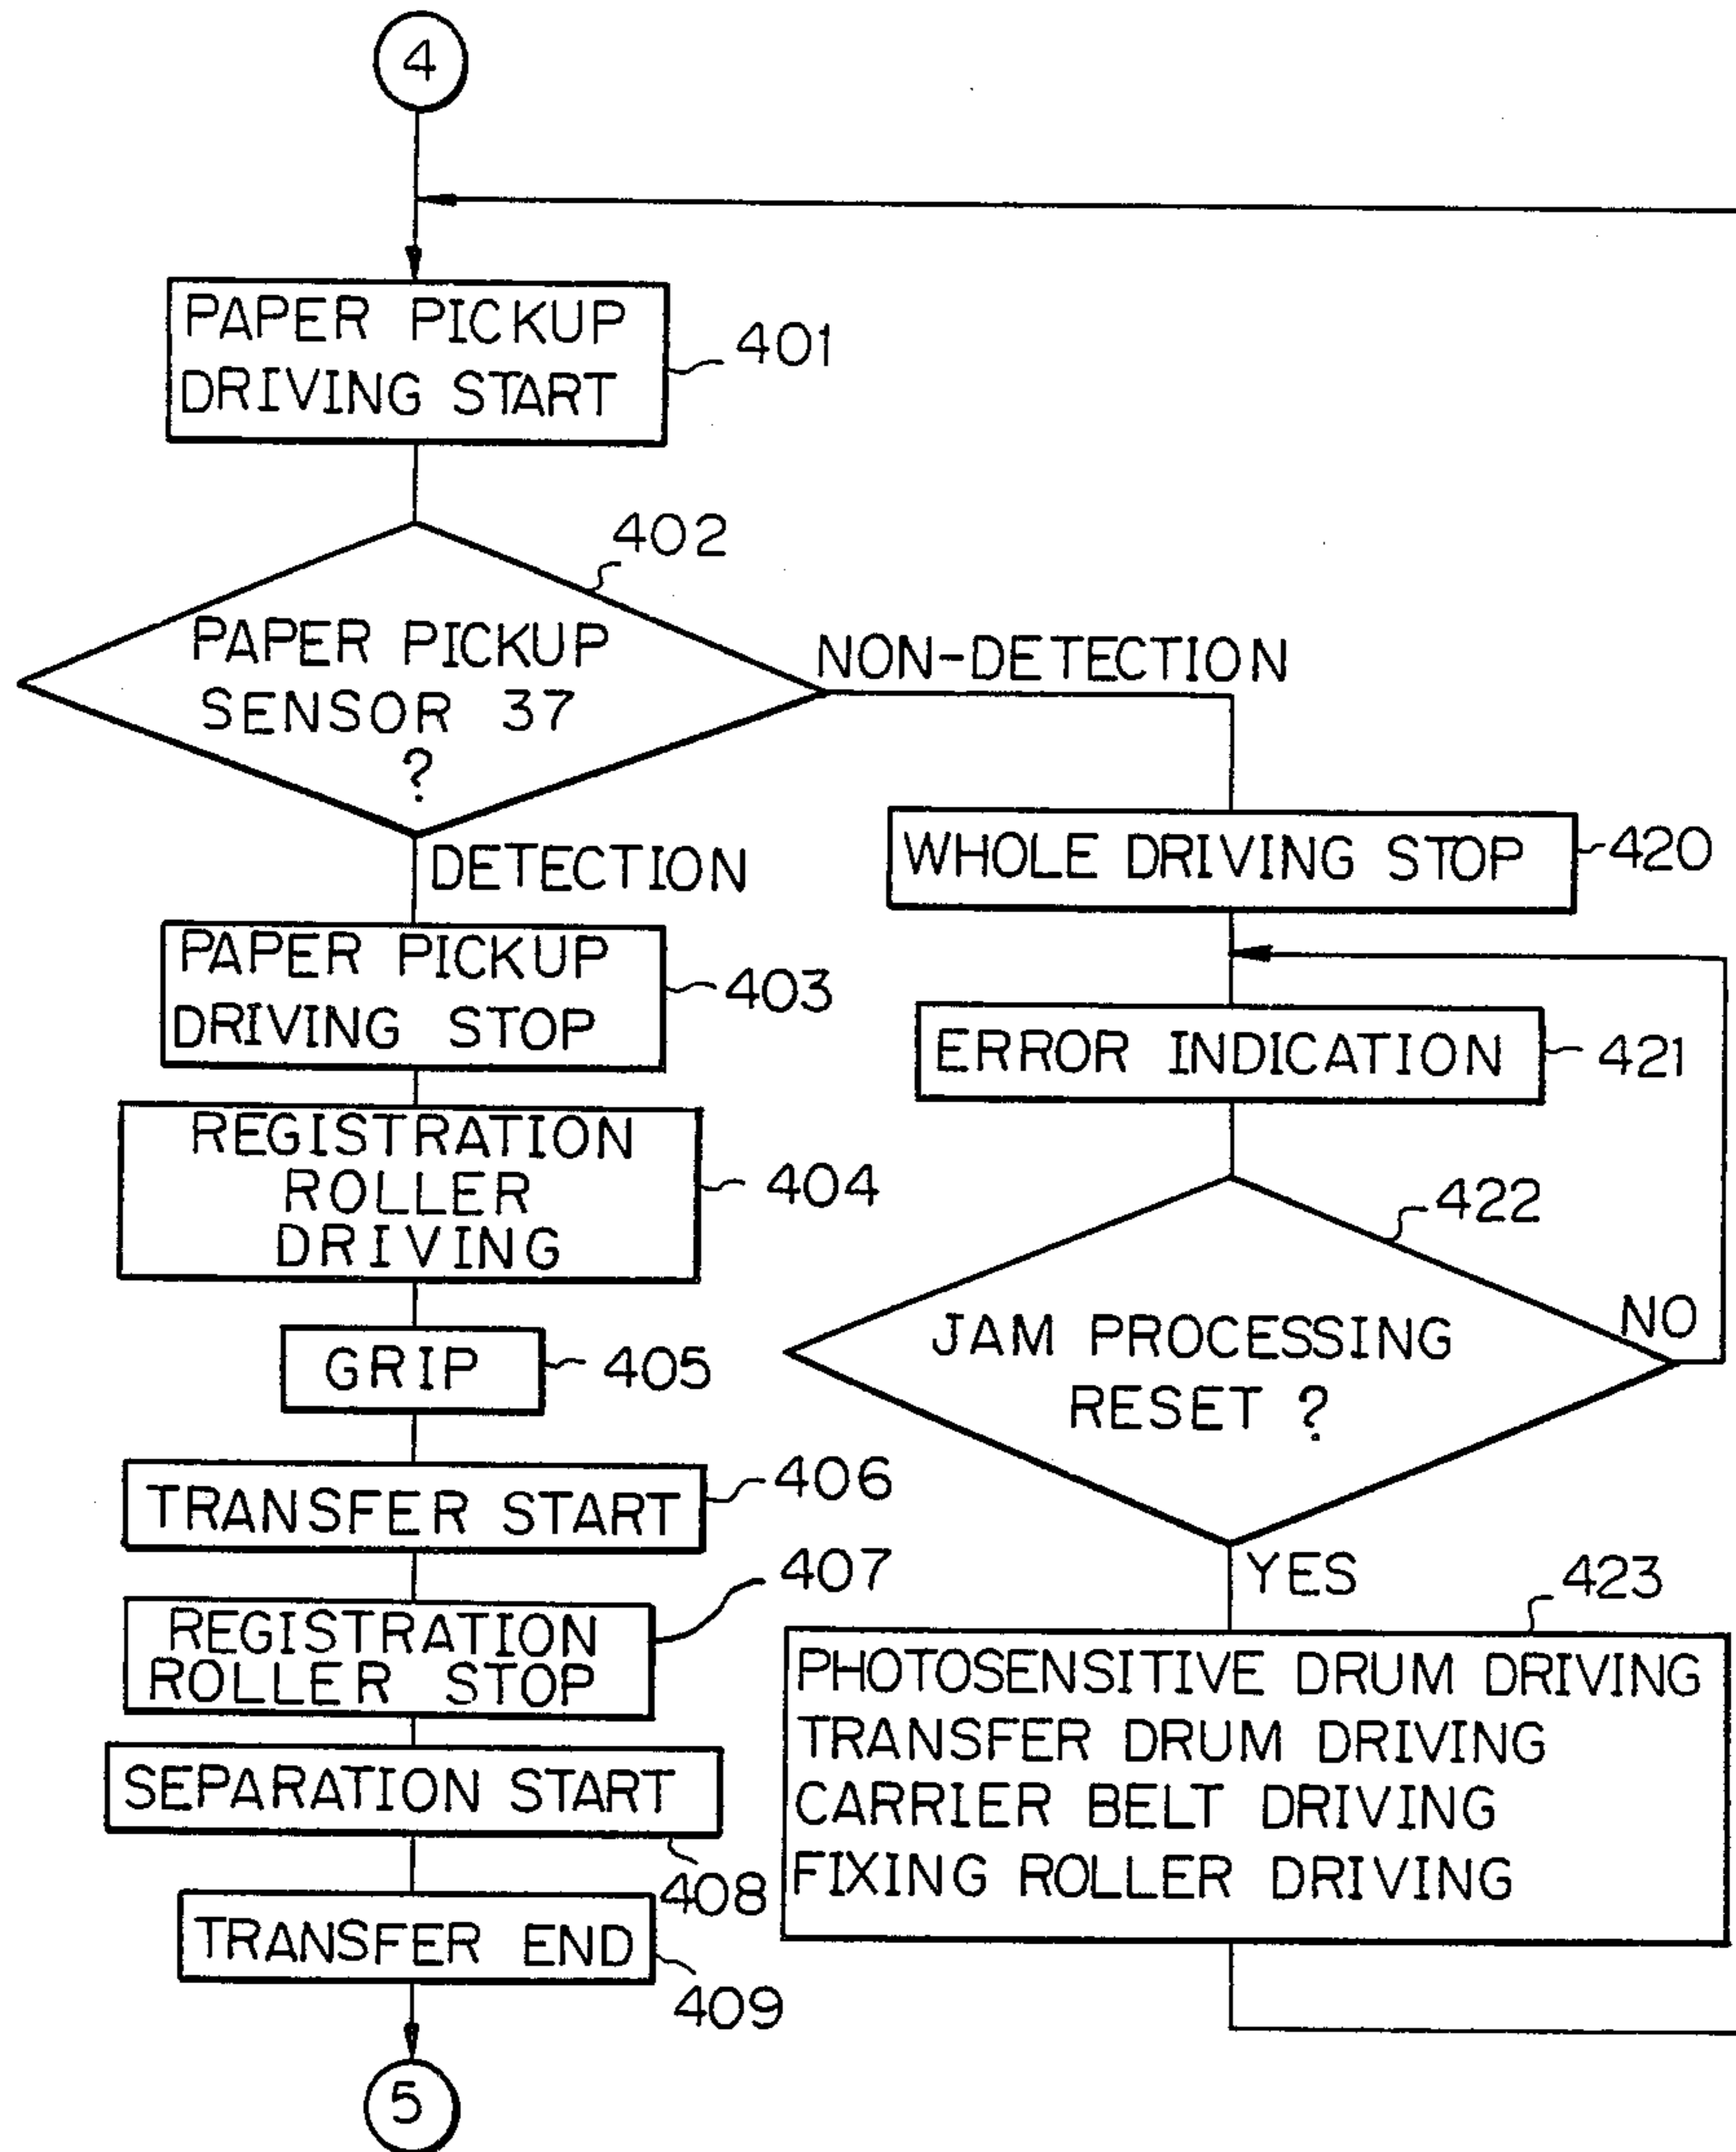 4
PAPER PICKUP
DRIVING START
401
402
PAPER PICKUP
SENSOR 37
?
NON-DETECTION
DETECTION
PAPER PICKUP
DRIVING STOP
403
REGISTRATION
ROLLER
DRIVING
404
GRIP
405
TRANSFER START
406
REGISTRATION
ROLLER STOP
407
SEPARATION START
408
TRANSFER END
409
5
WHOLE DRIVING STOP
420
ERROR INDICATION
421
422
JAM PROCESSING
RESET ?
NO
YES
423
PHOTOSENSITIVE DRUM DRIVING
TRANSFER DRUM DRIVING
CARRIER BELT DRIVING
FIXING ROLLER DRIVING